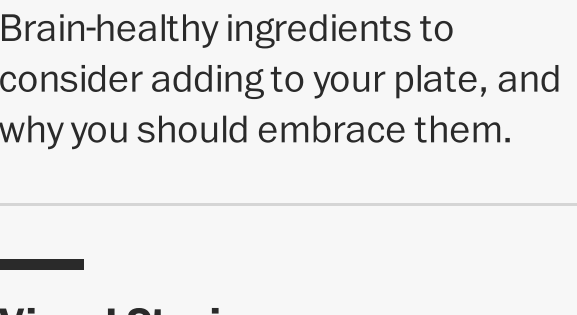 Brain-healthy ingredients to
consider adding to your plate, and
why you should embrace them.